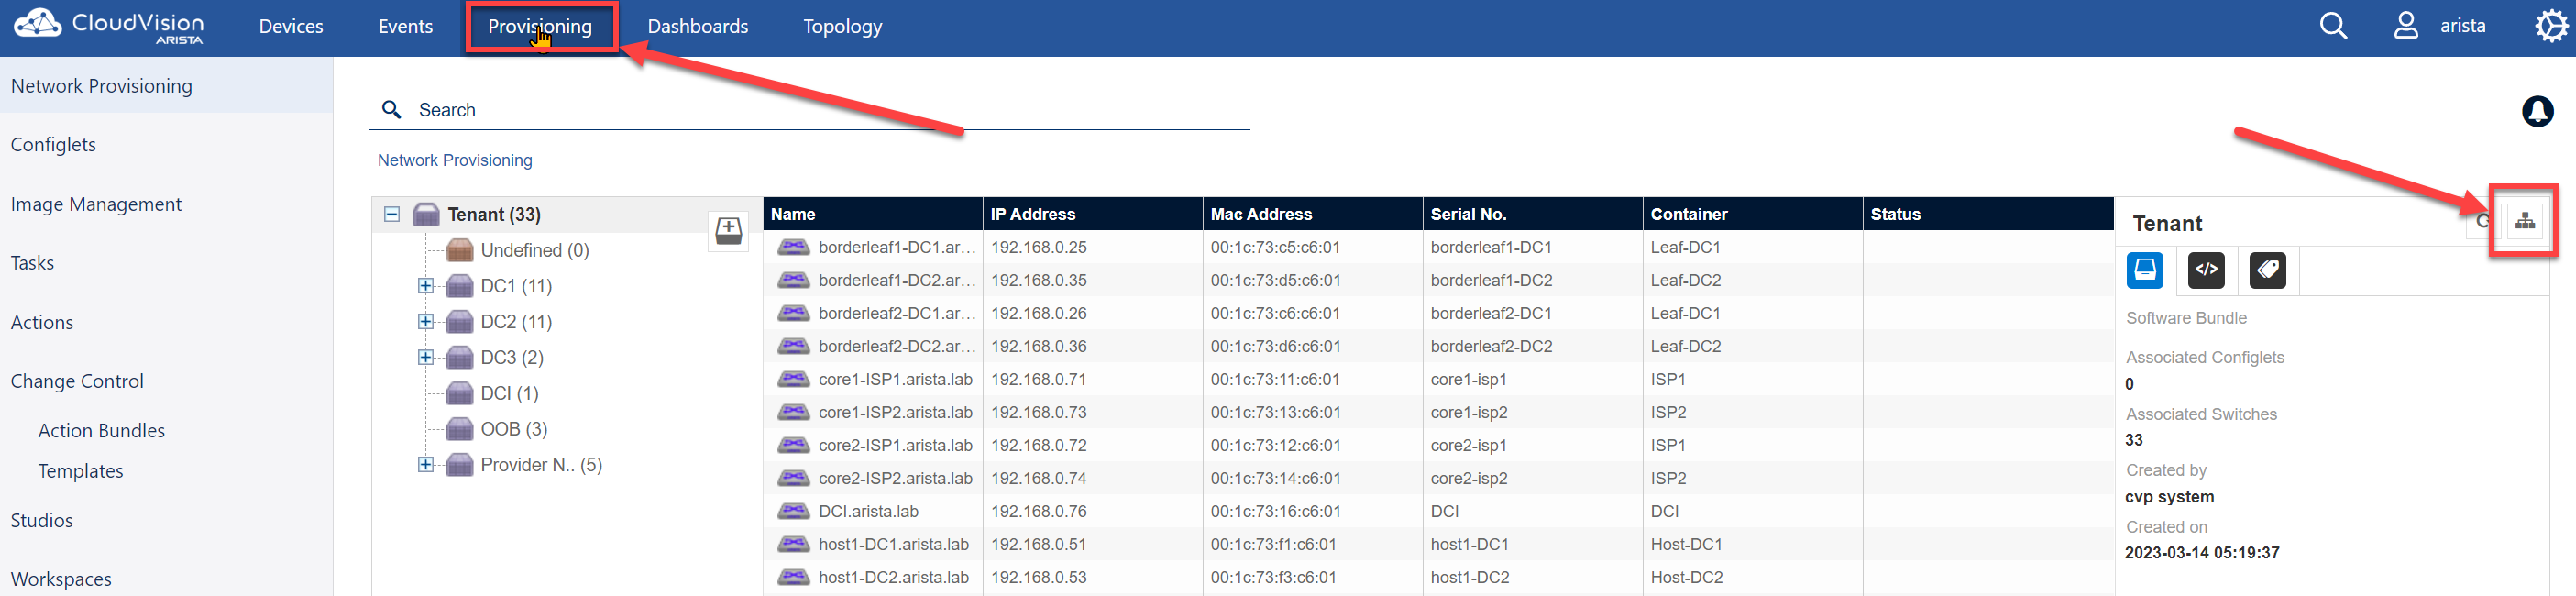 CloudVision
ARISTA
Devices
Events
Provisioning
Dashboards
Topology
arista
Network Provisioning
Configlets
Image Management
Tasks
Actions
Change Control
Action Bundles
Templates
Studios
Workspaces
Search
Network Provisioning
Tenant (33)
Undefined (0)
DC1 (11)
DC2 (11)
DC3 (2)
DCI (1)
OOB (3)
Provider N.. (5)
Name IP Address Mac Address Serial No. Container Status
borderleaf1-DC1.ar... 192.168.0.25 00:1c:73:c5:c6:01 borderleaf1-DC1 Leaf-DC1
borderleaf1-DC2.ar... 192.168.0.35 00:1c:73:d5:c6:01 borderleaf1-DC2 Leaf-DC2
borderleaf2-DC1.ar... 192.168.0.26 00:1c:73:c6:c6:01 borderleaf2-DC1 Leaf-DC1
borderleaf2-DC2.ar... 192.168.0.36 00:1c:73:d6:c6:01 borderleaf2-DC2 Leaf-DC2
core1-ISP1.arista.lab 192.168.0.71 00:1c:73:11:c6:01 core1-isp1 ISP1
core1-ISP2.arista.lab 192.168.0.73 00:1c:73:13:c6:01 core1-isp2 ISP2
core2-ISP1.arista.lab 192.168.0.72 00:1c:73:12:c6:01 core2-isp1 ISP1
core2-ISP2.arista.lab 192.168.0.74 00:1c:73:14:c6:01 core2-isp2 ISP2
DCI.arista.lab 192.168.0.76 00:1c:73:16:c6:01 DCI DCI
host1-DC1.arista.lab 192.168.0.51 00:1c:73:f1:c6:01 host1-DC1 Host-DC1
host1-DC2.arista.lab 192.168.0.53 00:1c:73:f3:c6:01 host1-DC2 Host-DC2
Tenant
</>
Software Bundle
Associated Configlets
0
Associated Switches
33
Created by
cvp system
Created on
2023-03-14 05:19:37